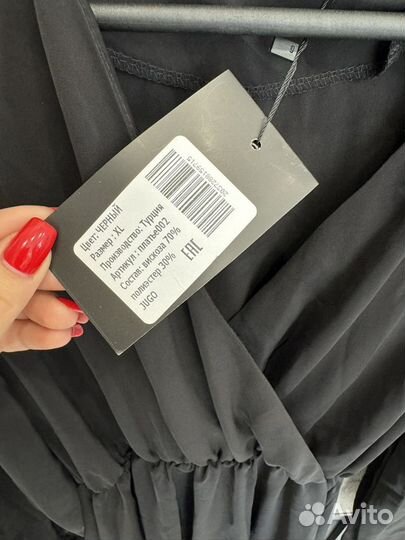 Цвет: ЧЕРНЫЙ
Размер : XL
Производство: Турция
Артикул : платье002
Состав: вискоза 70%
полиэстер 30%
JUGO
EAC
Avito